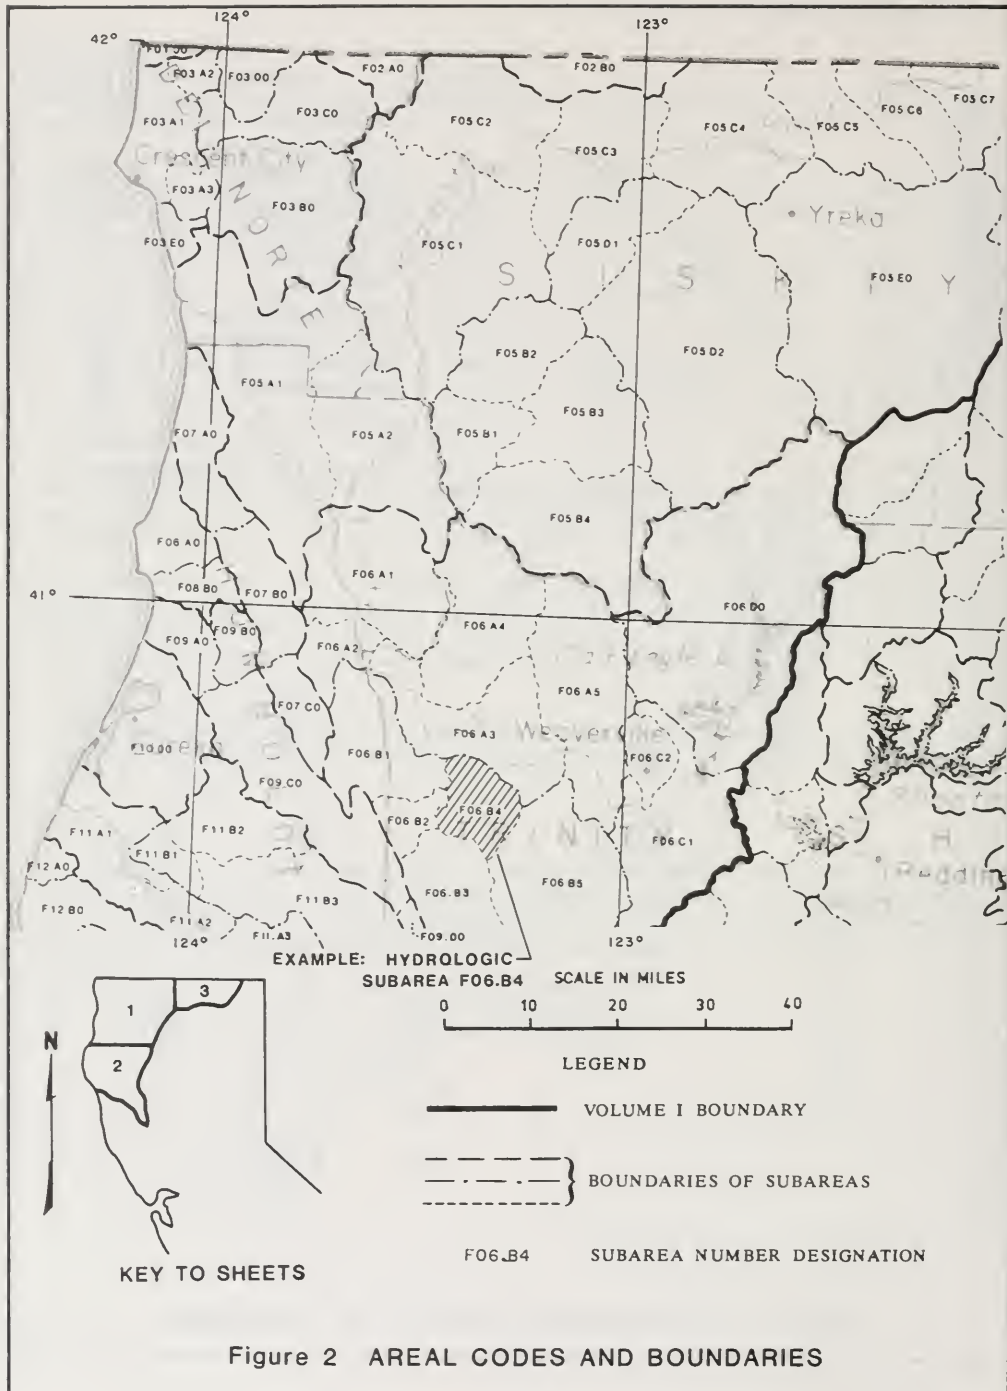 124°
123°
42°
F01 00
F03 A2
F03 D0
F02 A0
F02 B0
F05 C7
F05 C6
F03 A1
F03 C0
F05 C2
F05 C4
F05 C5
F05 C3
Crescent City
F03 A3
F03 B0
Yreka
F03 E0
F05 C1
F05 D1
F05 E0
DEL NORTE
S I S K I Y
F05 B2
F05 D2
F05 A1
F05 B3
F07 A0
F05 A2
F05 B1
F05 B4
F06 A0
F06 A1
F08 B0
F07 B0
41°
F06 D0
F09 A0
F09 B0
F06 A4
F06 A2
F06 A5
F07 C0
F06 A3
Weaverville
F10.00
F06 B1
F06 C2
F09.C0
F06 B4
F11 A1
F11 B2
F06 B2
F06 C1
F12 A0
F11 B1
Redding
F12 B0
F11 A2
F11 B3
F06.B3
F06 B5
F11.A3
F09.D0
124°
123°
EXAMPLE: HYDROLOGIC
SUBAREA F06.B4
SCALE IN MILES
0 10 20 30 40
1
2
3
N
KEY TO SHEETS
LEGEND
VOLUME I BOUNDARY
BOUNDARIES OF SUBAREAS
F06.B4 SUBAREA NUMBER DESIGNATION
Figure 2 AREAL CODES AND BOUNDARIES